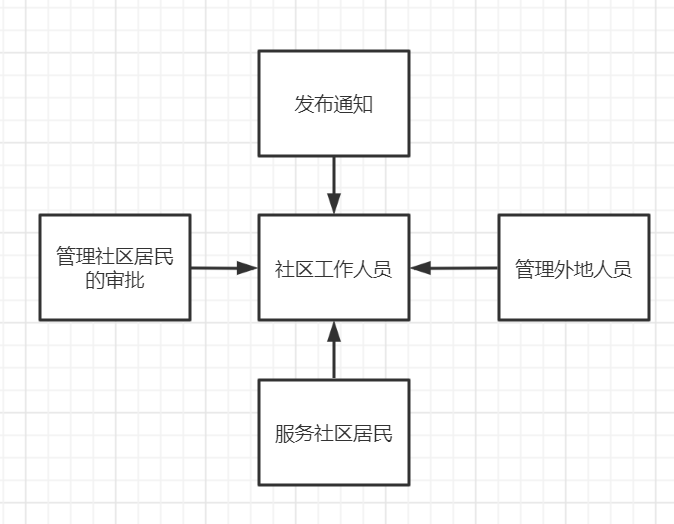 发布通知
管理社区居民
的审批
社区工作人员
管理外地人员
服务社区居民